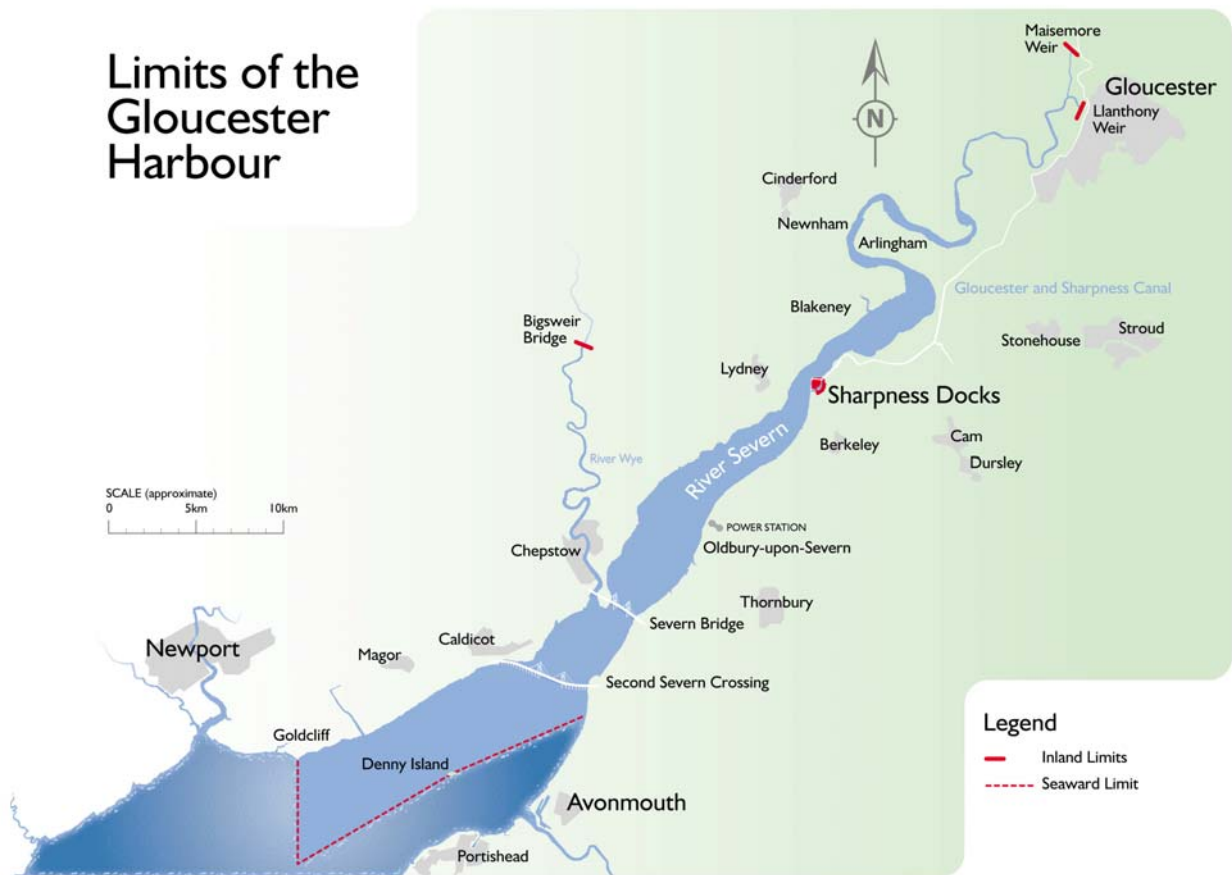 Limits of the
Gloucester
Harbour
Maisemore
Weir
Gloucester
Llanthony
Weir
N
Cinderford
Newnham
Arlingham
Gloucester and Sharpness Canal
Blakeney
Bigsweir
Bridge
Stonehouse
Stroud
Lydney
Sharpness Docks
River Severn
Berkeley
Cam
Dursley
River Wye
SCALE (approximate)
0 5km 10km
POWER STATION
Oldbury-upon-Severn
Chepstow
Thornbury
Severn Bridge
Newport
Magor
Caldicot
Second Severn Crossing
Goldcliff
Denny Island
Avonmouth
Portishead
Legend
Inland Limits
Seaward Limit